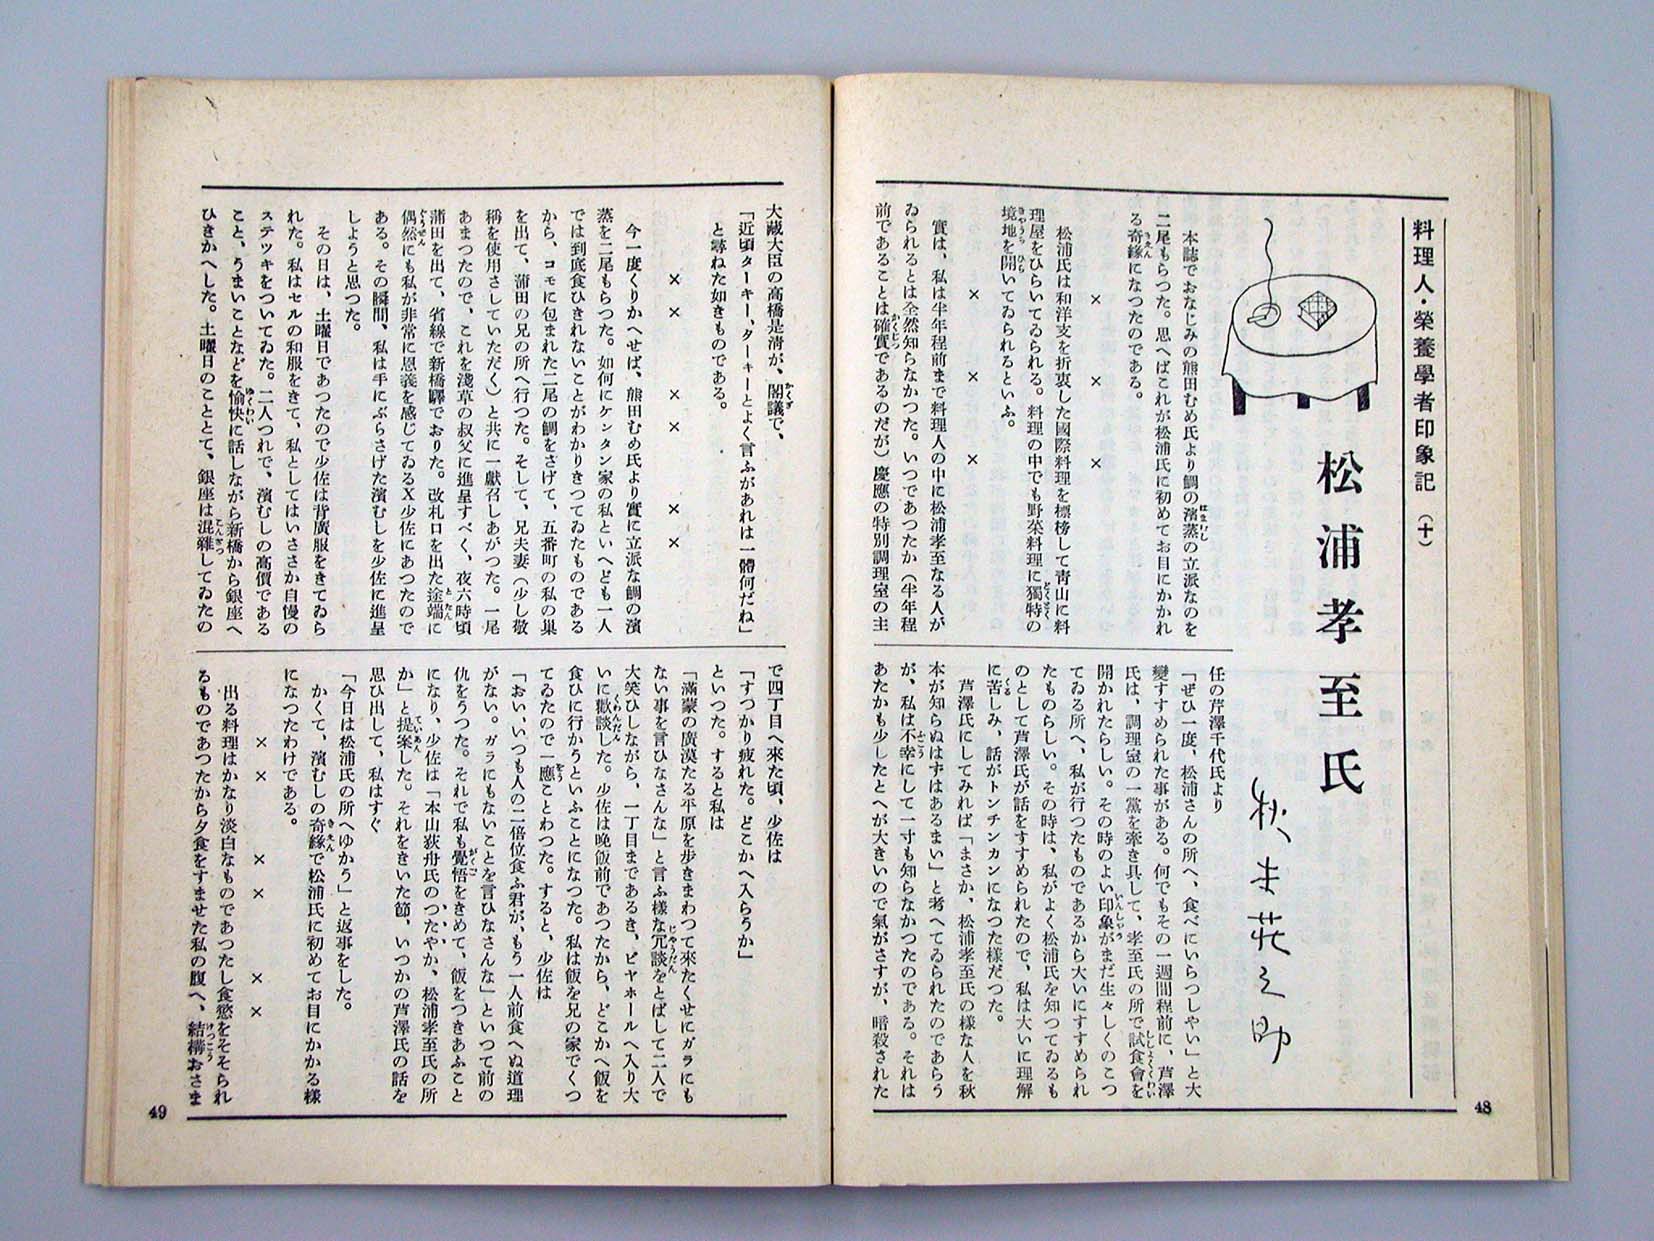 料理人・榮養學者印象記（十）
松浦孝至氏
秋本荘之助
本誌でおなじみの熊田むめ氏より鯛の濱蒸の立派なのを
二尾もらつた。思へばこれが松浦氏に初めてお目にかかれ
る奇緣になつたのである。
×　×　×
松浦氏は和洋支を折衷した國際料理を標榜して靑山に料
理屋をひらいてゐられる。料理の中でも野菜料理に獨特の
境地を開いてゐられるといふ。
×　×　×
實は、私は半年程前まで料理人の中に松浦孝至なる人が
ゐられるとは全然知らなかつた。いつであつたか（半年程
前であることは確實であるのだが）慶應の特別調理室の主
任の芦澤千代氏より
「ぜひ一度、松浦さんの所へ、食べにいらつしやい」と大
變すすめられた事がある。何でもその一週間程前に、芦澤
氏は、調理室の一黨を牽き具して、孝至氏の所で試食會を
開かれたらしい。その時のよい印象がまだ生々しくのこつ
てゐる所へ、私が行つたものであるから大いにすすめられ
たものらしい。その時は、私がよく松浦氏を知つてゐるも
のとして芦澤氏が話をすすめられたので、私は大いに理解
に苦しみ、話がトンチンカンになつた樣だつた。
芦澤氏にしてみれば「まさか、松浦孝至氏の樣な人を秋
本が知らぬはずはあるまい」と考へてゐられたのであらう
が、私は不幸にして一寸も知らなかつたのである。それは
あたかも少したとへが大きいので氣がさすが、暗殺された
48
大藏大臣の高橋是淸が、閣議で、
「近頃ターキー、ターキーとよく言ふがあれは一體何だね」
と尋ねた如きものである。
×　×　×　×　×　×
今一度くりかへせば、熊田むめ氏より實に立派な鯛の濱
蒸を二尾もらつた。如何にケンタン家の私といへども一人
では到底食ひきれないことがわかりきつてゐたものである
から、コモに包まれた二尾の鯛をさげて、五番町の私の巢
を出て、蒲田の兄の所へ行つた。そして、兄夫妻（少し敬
稱を使用さしていただく）と共に一獻召しあがつた。一尾
あまつたので、これを淺草の叔父に進呈すべく、夜六時頃
蒲田を出て、省線で新橋驛でおりた。改札口を出た途端に
偶然にも私が非常に恩義を感じてゐるX少佐にあつたので
ある。その瞬間、私は手にぶらさげた濱むしを少佐に進呈
しようと思つた。
その日は、土曜日であつたので少佐は背廣服をきてゐら
れた。私はセルの和服をきて、私としてはいささか自慢の
ステツキをついてゐた。二人つれで、濱むしの高價である
こと、うまいことなどを愉快に話しながら新橋から銀座へ
ひきかへした。土曜日のこととて、銀座は混雜してゐたの
で四丁目へ來た頃、少佐は
「すつかり疲れた。どこかへ入らうか」
といつた。すると私は
「滿蒙の廣漠たる平原を步きまわつて來たくせにガラにも
ない事を言ひなさんな」と言ふ樣な冗談をとばして二人で
大笑ひしながら、一丁目まであるき、ビヤホールへ入り大
いに歡談した。少佐は晩飯前であつたから、どこかへ飯を
食ひに行かうといふことになつた。私は飯を兄の家でくつ
てゐたので一應ことわつた。すると、少佐は
「おい、いつも人の二倍位食ふ君が、もう一人前食へぬ道理
がない。ガラにもないことを言ひなさんな」といつて前の
仇をうつた。それで私も覺悟をきめて、飯をつきあふこと
になり、少佐は「本山荻舟氏のつたやか、松浦孝至氏の所
か」と提案した。それをきいた節、いつかの芦澤氏の話を
思ひ出して、私はすぐ
「今日は松浦氏の所へゆかう」と返事をした。
かくて、濱むしの奇緣で松浦氏に初めてお目にかかる樣
になつたわけである。
×　×　×　×　×　×
出る料理はかなり淡白なものであつたし食慾をそそられ
るものであつたから夕食をすませた私の腹へ、結構おさま
49